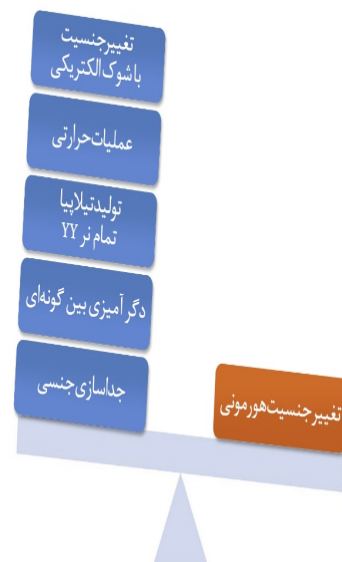 تغییرجنسیت
باشوک‌الکتریکی
عملیات‌حرارتی
تولیدتیلاپیا
تمام نر YY
دگر آمیزی بین گونه‌ای
جداسازی‌جنسی
تغییرجنسیت‌هورمونی